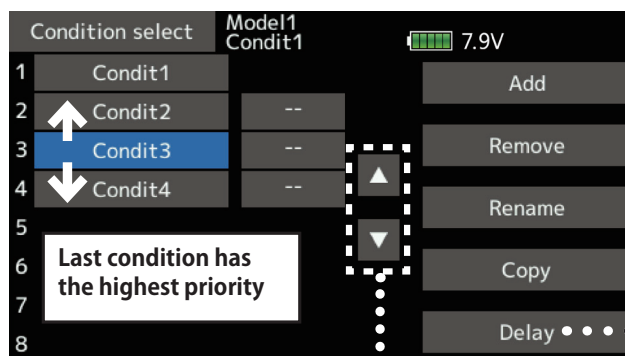 Condition select
Model1
Condit1
7.9V
1 Condit1
Add
2 Condit2 --
3 Condit3 --
Remove
4 Condit4 --
▲
Rename
5
▼
6
Last condition has
the highest priority
Copy
7
Delay
8